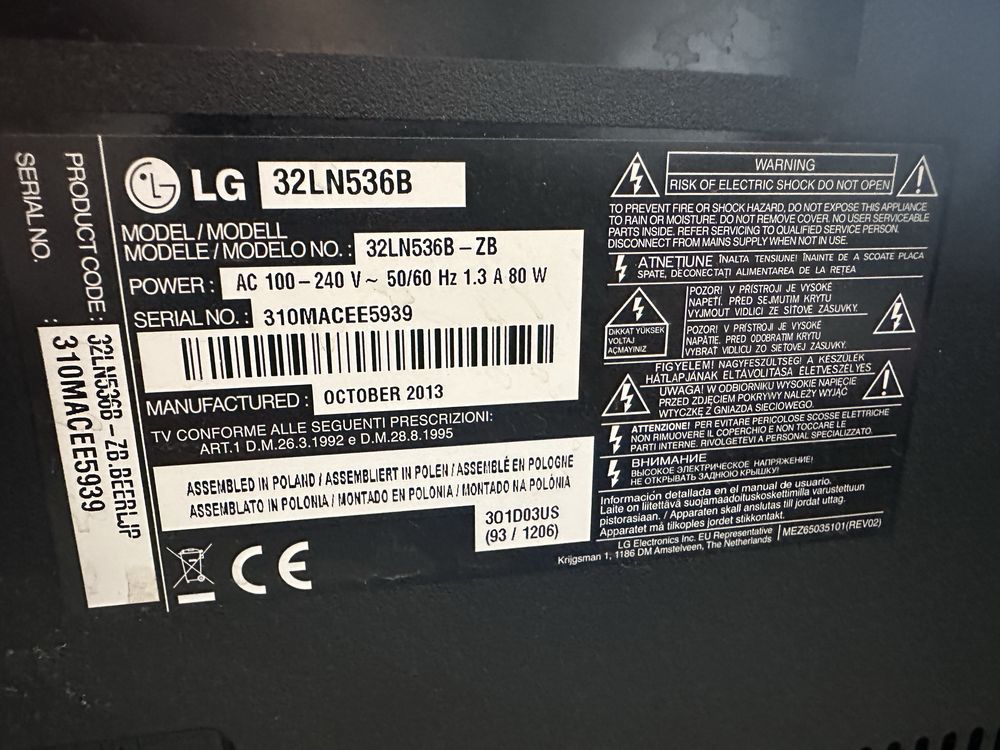 SERIAL NO. : 310MACEE5939
PRODUCT CODE : 32LN536B - ZB.BEERLJP
LG 32LN536B
MODEL / MODELL
MODELE / MODELO NO. : 32LN536B - ZB
POWER : AC 100 - 240 V ~ 50/60 Hz 1.3 A 80 W
SERIAL NO. : 310MACEE5939
MANUFACTURED : OCTOBER 2013
TV CONFORME ALLE SEGUENTI PRESCRIZIONI:
ART.1 D.M.26.3.1992 e D.M.28.8.1995
ASSEMBLED IN POLAND / ASSEMBLIERT IN POLEN / ASSEMBLÉ EN POLOGNE
ASSEMBLATO IN POLONIA / MONTADO EN POLONIA / MONTADO NA POLÓNIA
301D03US
(93 / 1206)
CE
WARNING
RISK OF ELECTRIC SHOCK DO NOT OPEN
TO PREVENT FIRE OR SHOCK HAZARD, DO NOT EXPOSE THIS APPLIANCE
TO RAIN OR MOISTURE. DO NOT REMOVE COVER. NO USER SERVICEABLE
PARTS INSIDE. REFER SERVICING TO QUALIFIED SERVICE PERSON.
DISCONNECT FROM MAINS SUPPLY WHEN NOT IN USE.
ATNEŢIUNE ÎNALTA TENSIUNE! ÎNAINTE DE A SCOATE PLACA
SPATE, DECONECTAŢI ALIMENTAREA DE LA REŢEA
DIKKAT YÜKSEK
VOLTAJ
AÇMAYINIZ
POZOR! V PŘÍSTROJI JE VYSOKÉ
NAPĚTÍ. PŘED SEJMUTIM KRYTU
VYJMOUT VIDLICI ZE SÍŤOVÉ ZÁSUVKY.
POZOR! V PRÍSTROJI JE VYSOKÉ
NAPÄTIE. PRED ODOBRATIM KRYTU
VYBRAT VIDLICU ZO SIEŤOVEJ ZÁSUVKY.
FIGYELEM! NAGYFESZÜLTSÉG! A KÉSZÜLEK
HÁTLAPJÁNAK ELTÁVOLÍTÁSA ÉLETVESZÉLYES
UWAGA! W ODBIORNIKU WYSOKIE NAPIĘCIE
PRZED ZDJĘCIEM POKRYWY NALEŻY WYJĄĆ
WTYCZKĘ Z GNIAZDA SIECIOWEGO
ATTENZIONE! PER EVITARE PERICOLOSE SCOSSE ELETTRICHE
NON RIMUOVERE IL COPERCHIO E NON TOCCARE LE
PARTI INTERNE. RIVOLGETEVI A PERSONAL SPECIALIZZATO.
ВНИМАНИЕ
ВЫСОКОЕ ЭЛЕКТРИЧЕСКОЕ НАПРЯЖЕНИЕ!
НЕ ОТКРЫВАТЬ ЗАДНЮЮ КРЫШКУ!
Información detallada en el manual de usuario.
Laite on liitettävä suojamaadoituskoskettimilla varustettuun
pistorasiaan. / Apparaten skall anslutas till jordat uttag.
Apparatet må tilkoples jordet stikkontakt.
LG Electronics Inc. EU Representative
Krijgsman 1, 1186 DM Amstelveen, The Netherlands
MEZ65035101(REV02)